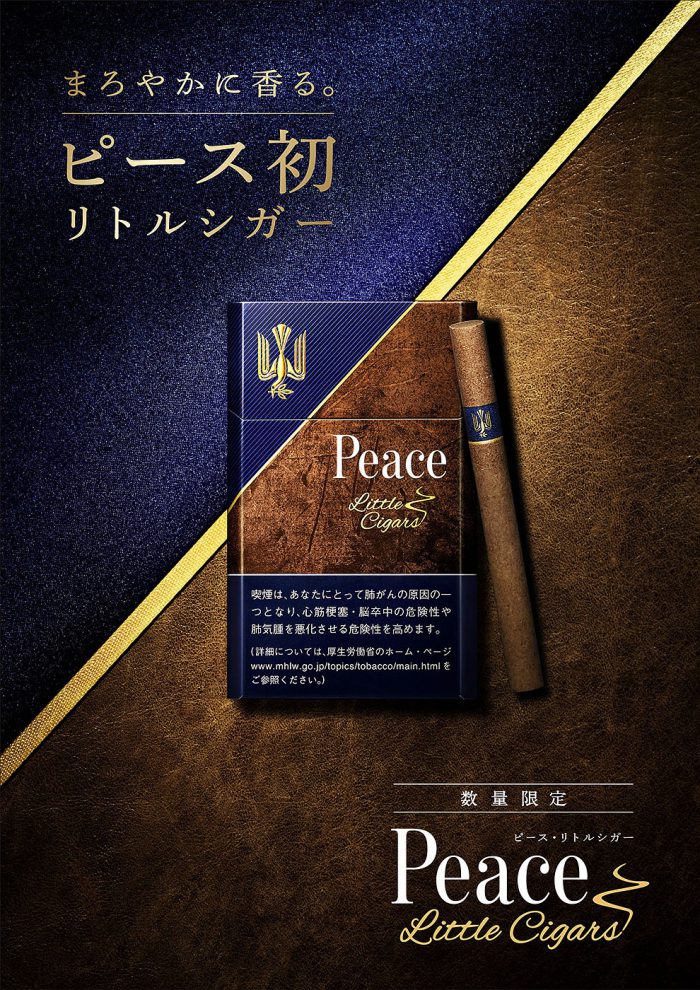 まろやかに香る。
ピース初
リトルシガー
Peace
Little
Cigars
喫煙は、あなたにとって肺がんの原因の一
つとなり、心筋梗塞・脳卒中の危険性や
肺気腫を悪化させる危険性を高めます。
(詳細については、厚生労働省のホーム・ページ
www.mhlw.go.jp/topics/tobacco/main.htmlを
ご参照ください。)
数量限定
ピース・リトルシガー
Peace
Little Cigars